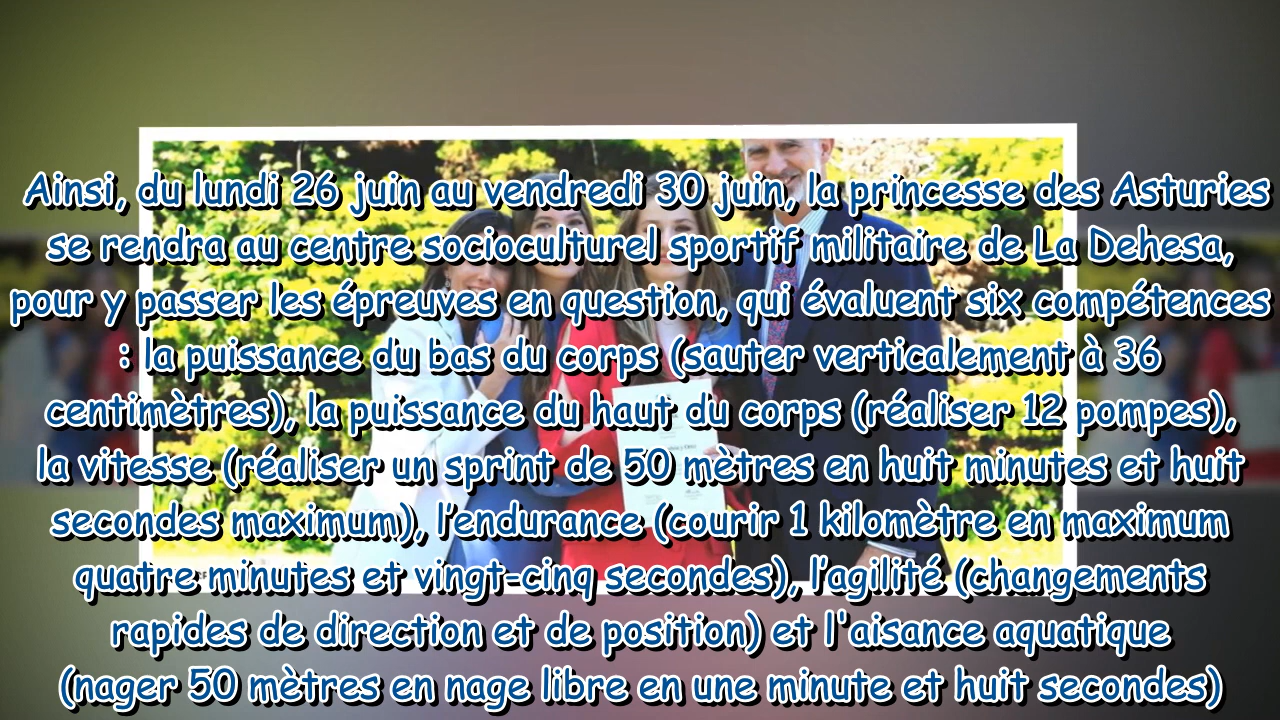 Ainsi, du lundi 26 juin au vendredi 30 juin, la princesse des Asturies
se rendra au centre socioculturel sportif militaire de La Dehesa,
pour y passer les épreuves en question, qui évaluent six compétences
: la puissance du bas du corps (sauter verticalement à 36
centimètres), la puissance du haut du corps (réaliser 12 pompes),
la vitesse (réaliser un sprint de 50 mètres en huit minutes et huit
secondes maximum), l’endurance (courir 1 kilomètre en maximum
quatre minutes et vingt-cinq secondes), l’agilité (changements
rapides de direction et de position) et l'aisance aquatique
(nager 50 mètres en nage libre en une minute et huit secondes)